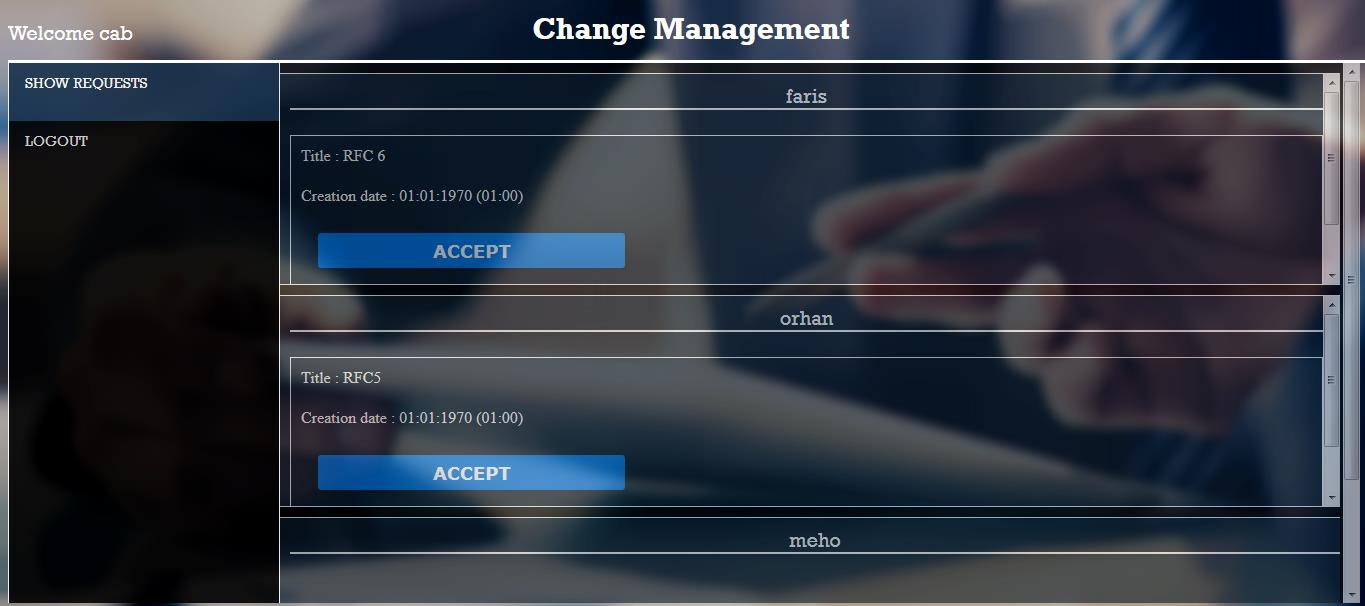 Welcome cab
Change Management
SHOW REQUESTS
LOGOUT
faris
Title : RFC 6
Creation date : 01:01:1970 (01:00)
ACCEPT
orhan
Title : RFC5
Creation date : 01:01:1970 (01:00)
ACCEPT
meho